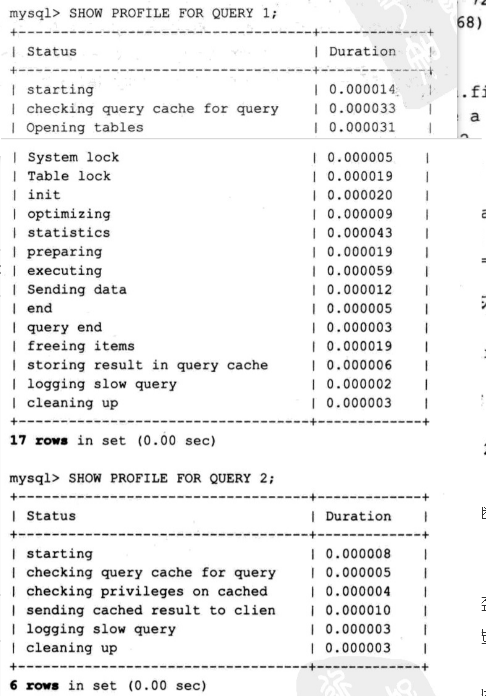 mysql> SHOW PROFILE FOR QUERY 1;
+--------------------------------+----------+
| Status | Duration |
+--------------------------------+----------+
| starting | 0.000014 |
| checking query cache for query | 0.000033 |
| Opening tables | 0.000031 |
| System lock | 0.000005 |
| Table lock | 0.000019 |
| init | 0.000020 |
| optimizing | 0.000009 |
| statistics | 0.000043 |
| preparing | 0.000019 |
| executing | 0.000059 |
| Sending data | 0.000012 |
| end | 0.000005 |
| query end | 0.000003 |
| freeing items | 0.000019 |
| storing result in query cache | 0.000006 |
| logging slow query | 0.000002 |
| cleaning up | 0.000003 |
+--------------------------------+----------+
17 rows in set (0.00 sec)
mysql> SHOW PROFILE FOR QUERY 2;
+--------------------------------+----------+
| Status | Duration |
+--------------------------------+----------+
| starting | 0.000008 |
| checking query cache for query | 0.000005 |
| checking privileges on cached | 0.000004 |
| sending cached result to clien | 0.000010 |
| logging slow query | 0.000003 |
| cleaning up | 0.000003 |
+--------------------------------+----------+
6 rows in set (0.00 sec)
68)
.fi
a